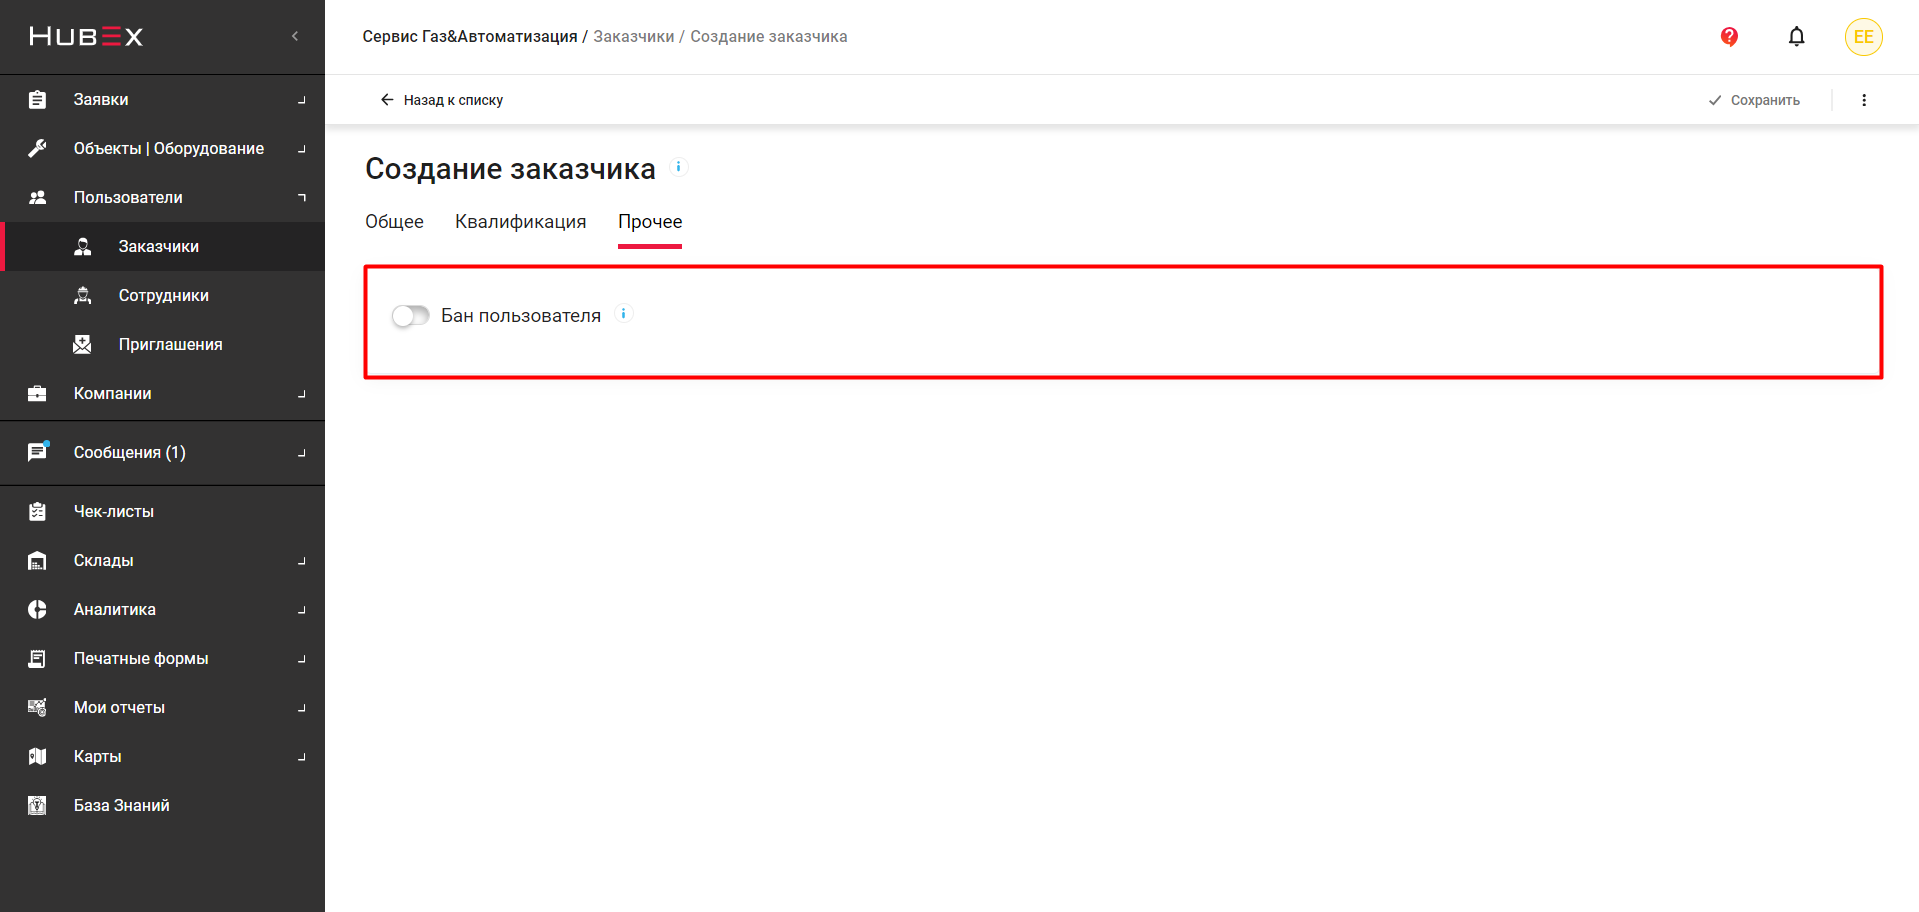 HUBEX
Сервис Газ&Автоматизация / Заказчики / Создание заказчика
EE
Назад к списку
Сохранить
Заявки
Объекты | Оборудование
Пользователи
Заказчики
Сотрудники
Приглашения
Компании
Сообщения (1)
Чек-листы
Склады
Аналитика
Печатные формы
Мои отчеты
Карты
База Знаний
Создание заказчика
Общее Квалификация Прочее
Бан пользователя